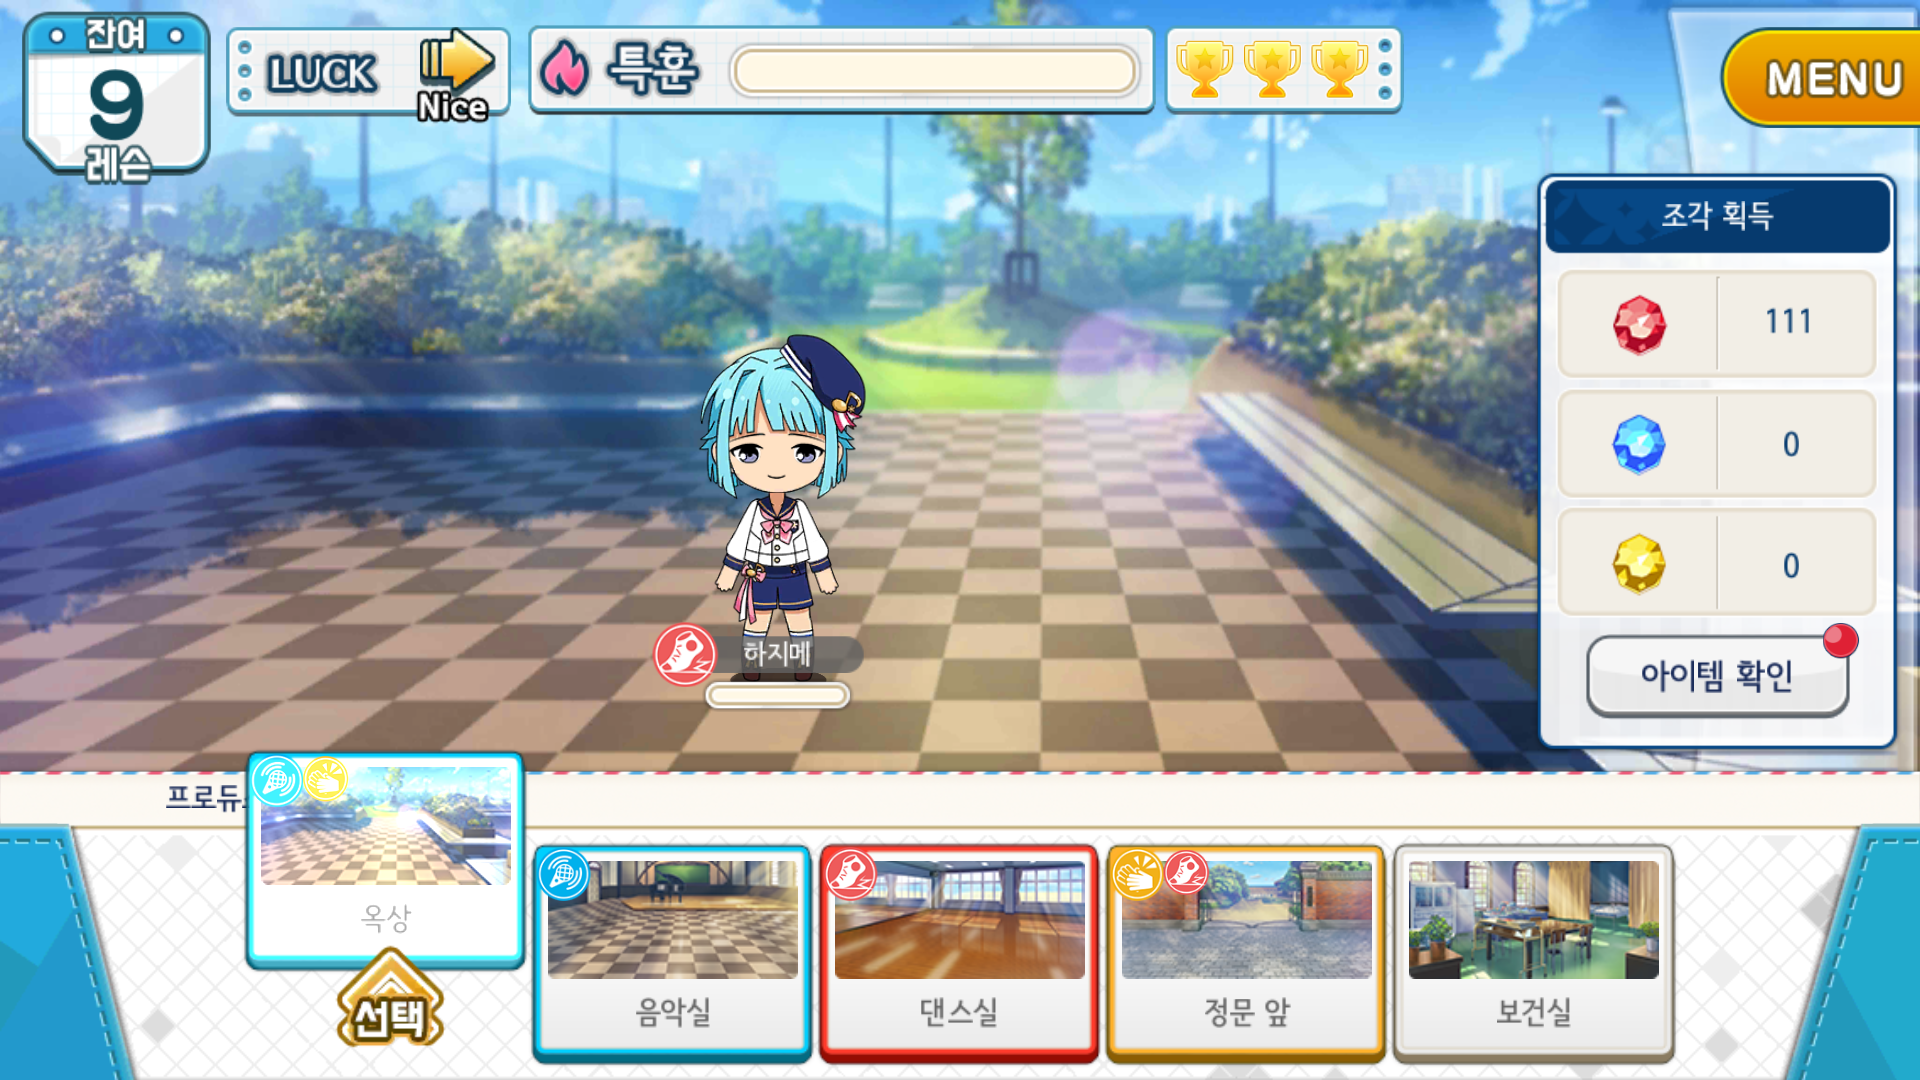 잔여
9
레슨
LUCK
Nice
특훈
MENU
조각 획득
111
0
0
아이템 확인
하지메
프로듀
옥상
선택
음악실
댄스실
정문 앞
보건실